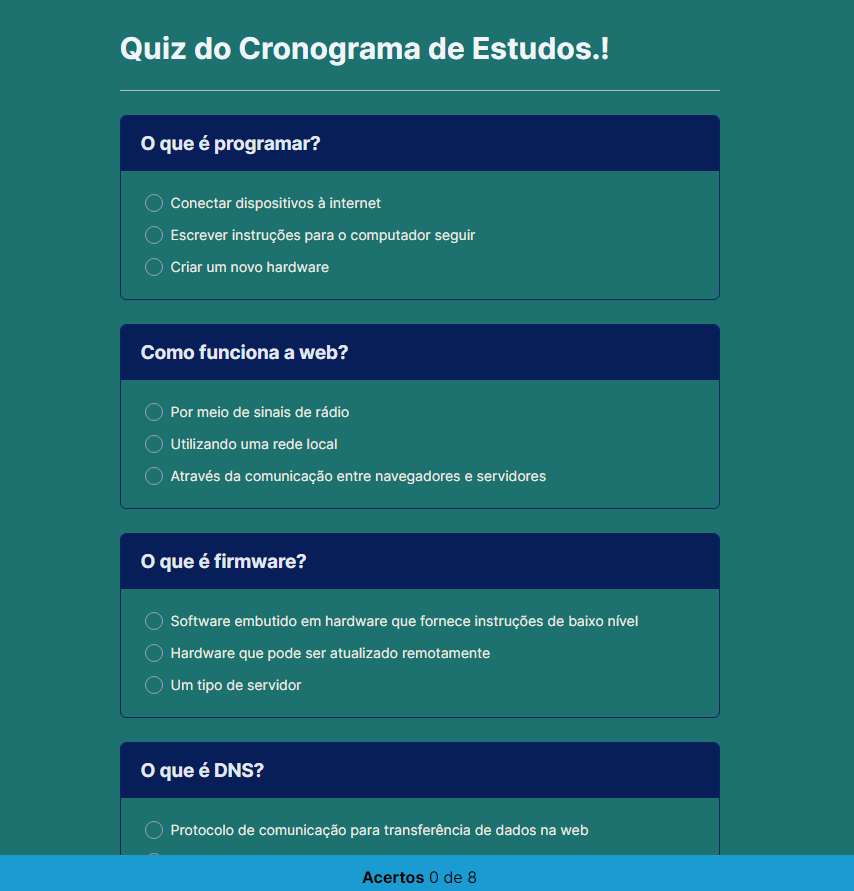 Quiz do Cronograma de Estudos.!
O que é programar?
Conectar dispositivos à internet
Escrever instruções para o computador seguir
Criar um novo hardware
Como funciona a web?
Por meio de sinais de rádio
Utilizando uma rede local
Através da comunicação entre navegadores e servidores
O que é firmware?
Software embutido em hardware que fornece instruções de baixo nível
Hardware que pode ser atualizado remotamente
Um tipo de servidor
O que é DNS?
Protocolo de comunicação para transferência de dados na web
Acertos 0 de 8